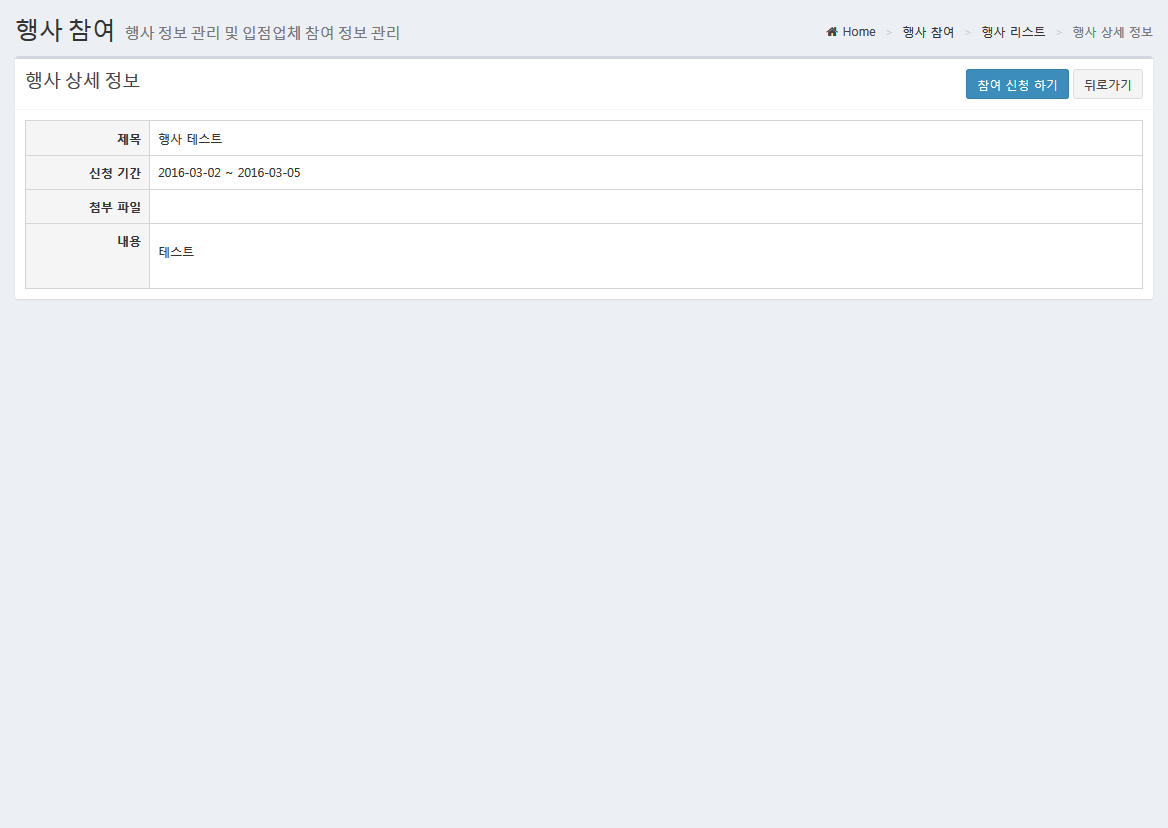 행사 참여 행사 정보 관리 및 입점업체 참여 정보 관리
Home > 행사 참여 > 행사 리스트 > 행사 상세 정보
행사 상세 정보
참여 신청 하기 뒤로가기
제목 행사 테스트
신청 기간 2016-03-02 ~ 2016-03-05
첨부 파일
내용
테스트